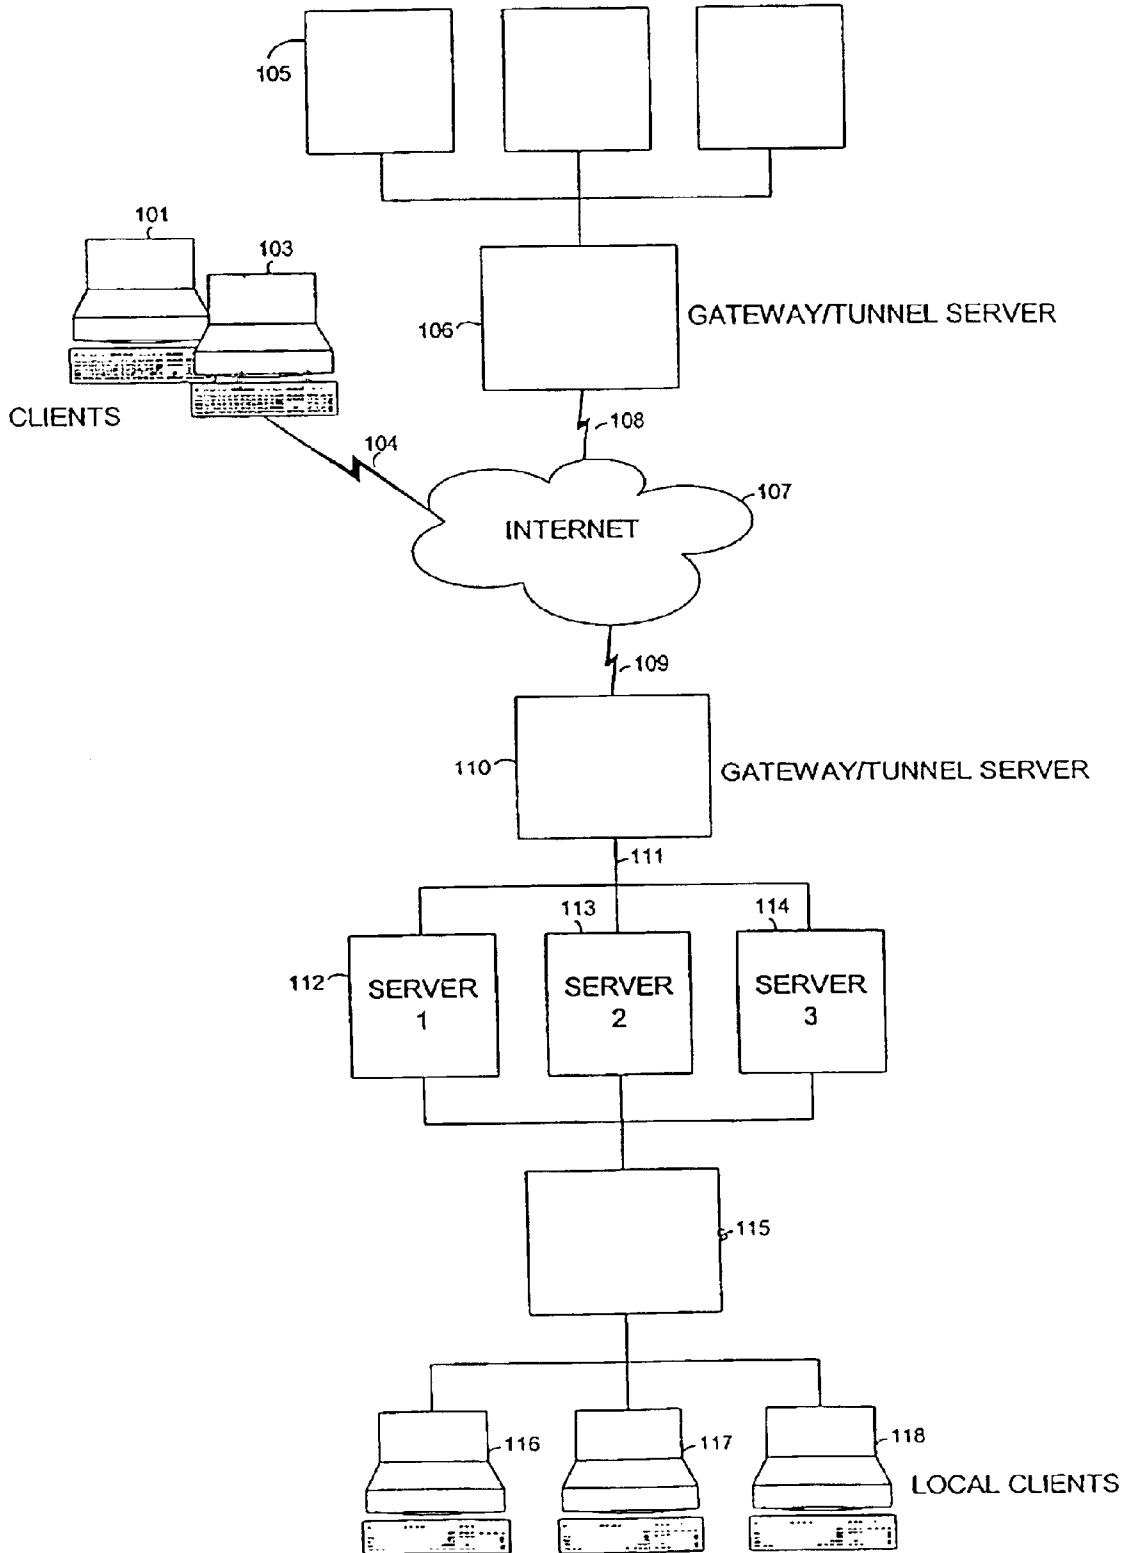 105
101
103
106
GATEWAY/TUNNEL SERVER
CLIENTS
108
104
107
INTERNET
109
110
GATEWAY/TUNNEL SERVER
111
113
114
112
SERVER
1
SERVER
2
SERVER
3
115
116
117
118
LOCAL CLIENTS